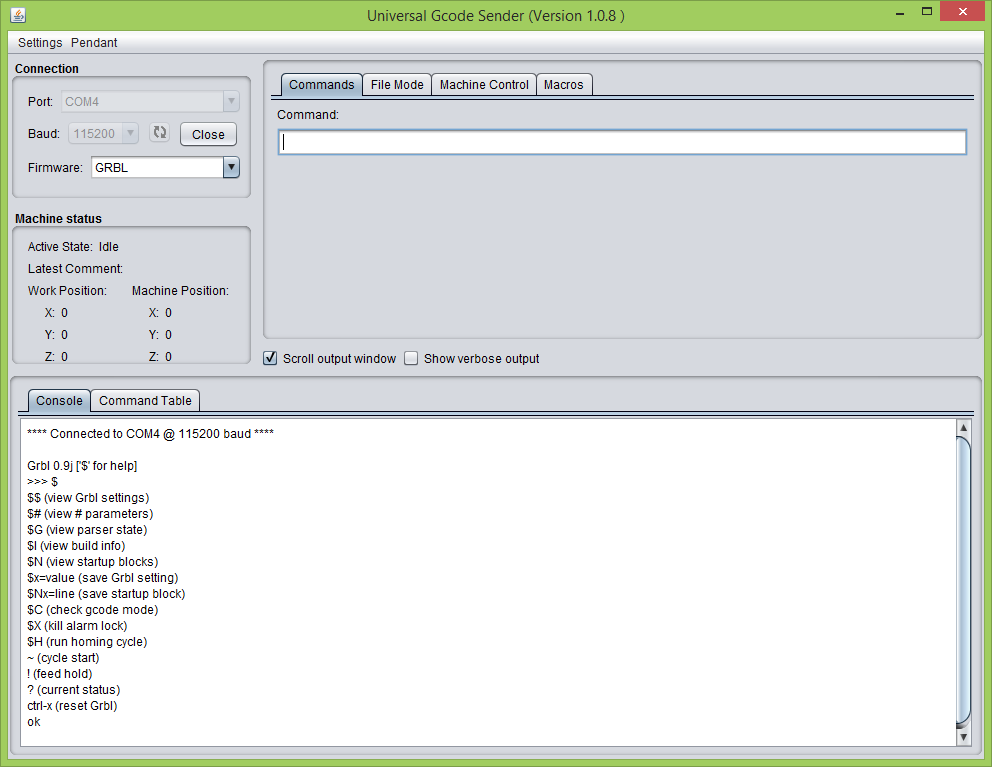 Universal Gcode Sender (Version 1.0.8 )
Settings Pendant
Connection
Port: COM4
Baud: 115200 Close
Firmware: GRBL
Machine status
Active State: Idle
Latest Comment:
Work Position: Machine Position:
X: 0 X: 0
Y: 0 Y: 0
Z: 0 Z: 0
Commands File Mode Machine Control Macros
Command:
Scroll output window Show verbose output
Console Command Table
**** Connected to COM4 @ 115200 baud ****
Grbl 0.9j ['$' for help]
>>> $
$$ (view Grbl settings)
$# (view # parameters)
$G (view parser state)
$I (view build info)
$N (view startup blocks)
$x=value (save Grbl setting)
$Nx=line (save startup block)
$C (check gcode mode)
$X (kill alarm lock)
$H (run homing cycle)
~ (cycle start)
! (feed hold)
? (current status)
ctrl-x (reset Grbl)
ok